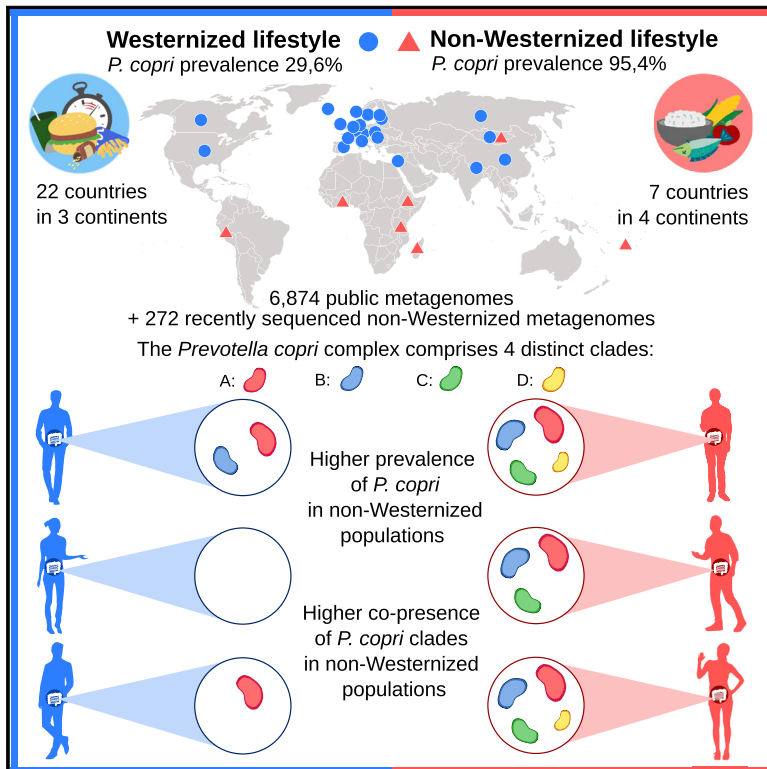 Westernized lifestyle
P. copri prevalence 29,6%
Non-Westernized lifestyle
P. copri prevalence 95,4%
22 countries
in 3 continents
7 countries
in 4 continents
6,874 public metagenomes
+ 272 recently sequenced non-Westernized metagenomes
The Prevotella copri complex comprises 4 distinct clades:
A: B: C: D:
Higher prevalence
of P. copri
in non-Westernized
populations
Higher co-presence
of P. copri clades
in non-Westernized
populations